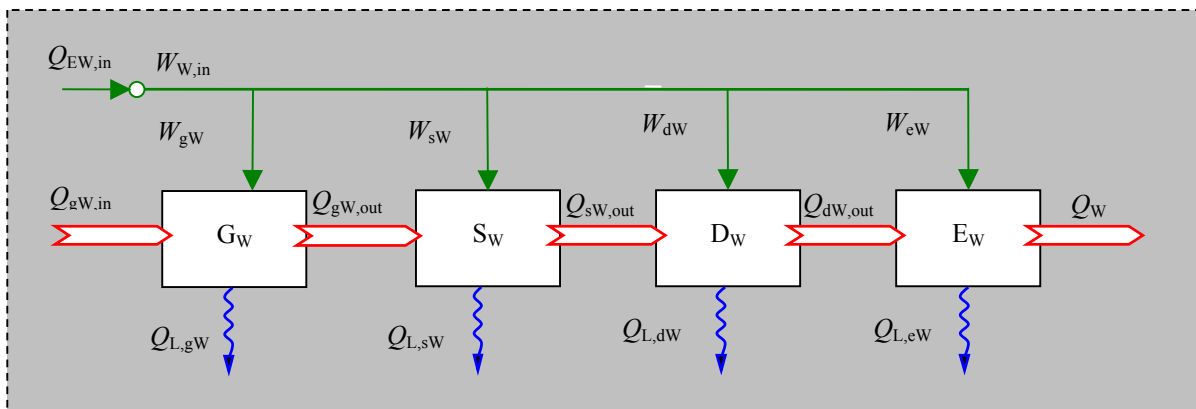 Q_EW,in W_W,in
W_gW W_sW W_dW W_eW
Q_gW,in Q_gW,out Q_sW,out Q_dW,out Q_W
G_W S_W D_W E_W
Q_L,gW Q_L,sW Q_L,dW Q_L,eW